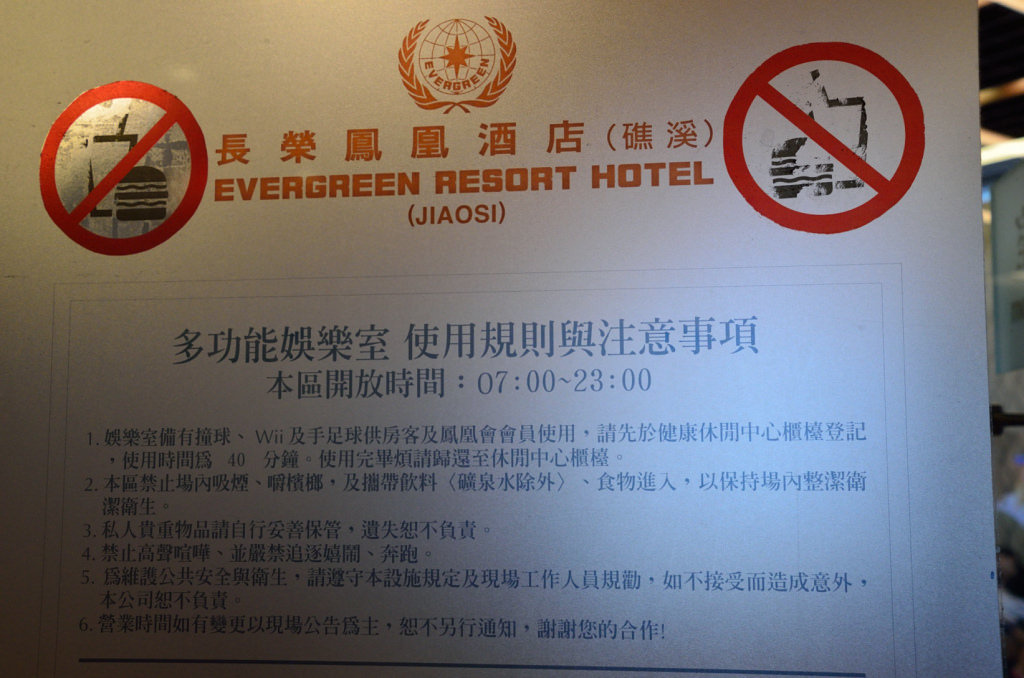 EVERGREEN
長榮鳳凰酒店(礁溪)
EVERGREEN RESORT HOTEL
(JIAOSI)
多功能娛樂室 使用規則與注意事項
本區開放時間：07:00~23:00
1. 娛樂室備有撞球、Wii及手足球供房客及鳳凰會會員使用，請先於健康休閒中心櫃檯登記
，使用時間為 40 分鐘。使用完畢煩請歸還至休閒中心櫃檯。
2. 本區禁止場內吸煙、嚼檳榔，及攜帶飲料〈礦泉水除外〉、食物進入，以保持場內整潔衛
潔衛生。
3. 私人貴重物品請自行妥善保管，遺失恕不負責。
4. 禁止高聲喧嘩、並嚴禁追逐嬉鬧、奔跑。
5. 為維護公共安全與衛生，請遵守本設施規定及現場工作人員規勸，如不接受而造成意外，
本公司恕不負責。
6. 營業時間如有變更以現場公告為主，恕不另行通知，謝謝您的合作!